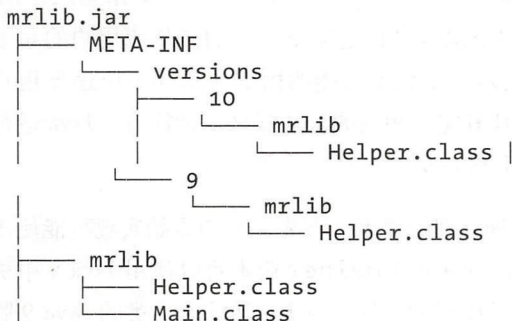 mrlib.jar
├── META-INF
│   └── versions
│       ├── 10
│           └── mrlib
│       │       └── Helper.class │
       └── 9
│           └── mrlib
│               └── Helper.class
├── mrlib
│   ├── Helper.class
│   Main.class